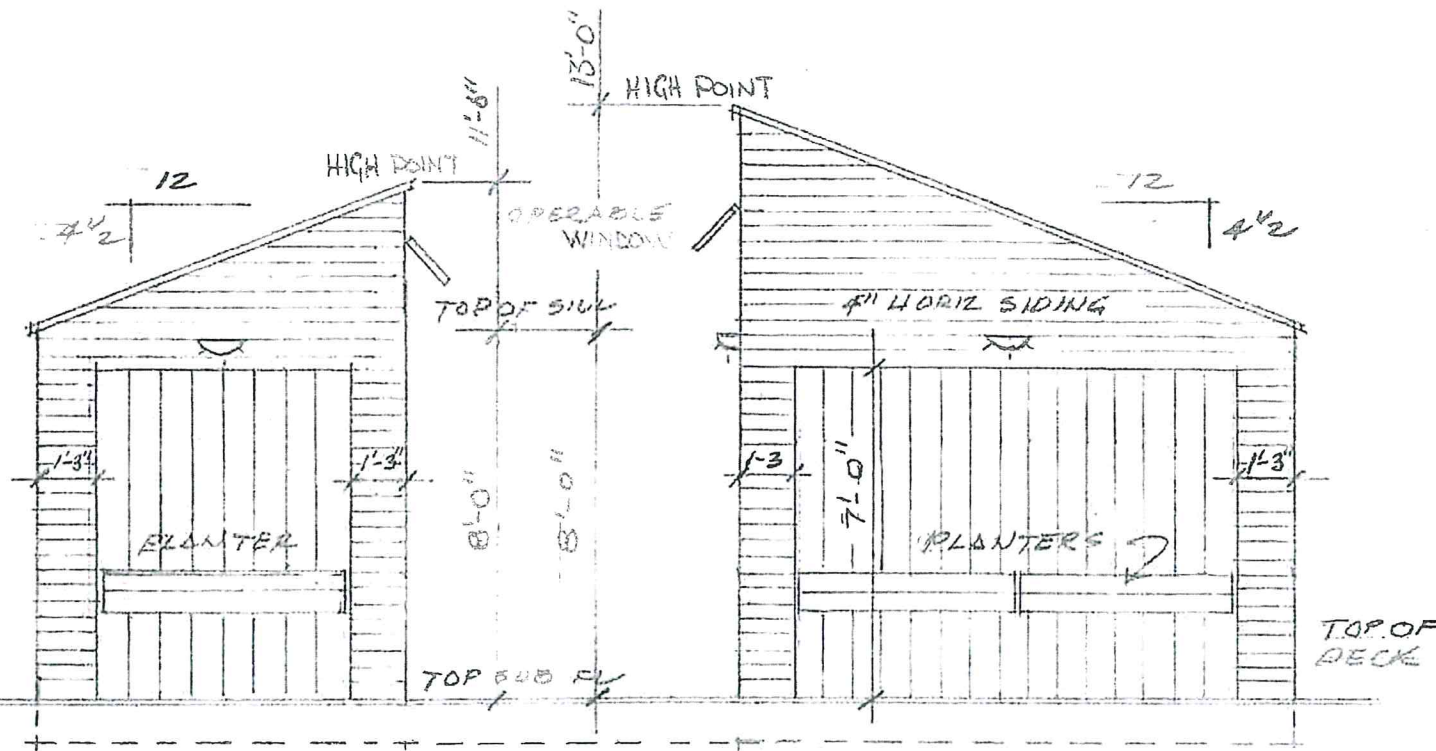 13'-0"
HIGH POINT
HIGH POINT
12
4 1/2
OPERABLE
WINDOW
12
4 1/2
TOP OF SILL
4" HORIZ SIDING
1'-3"
1'-3"
8'-0"
8'-0"
1-3
7'-0"
1'-3"
PLANTER
PLANTERS
TOP SUB FL
TOP OF
DECK